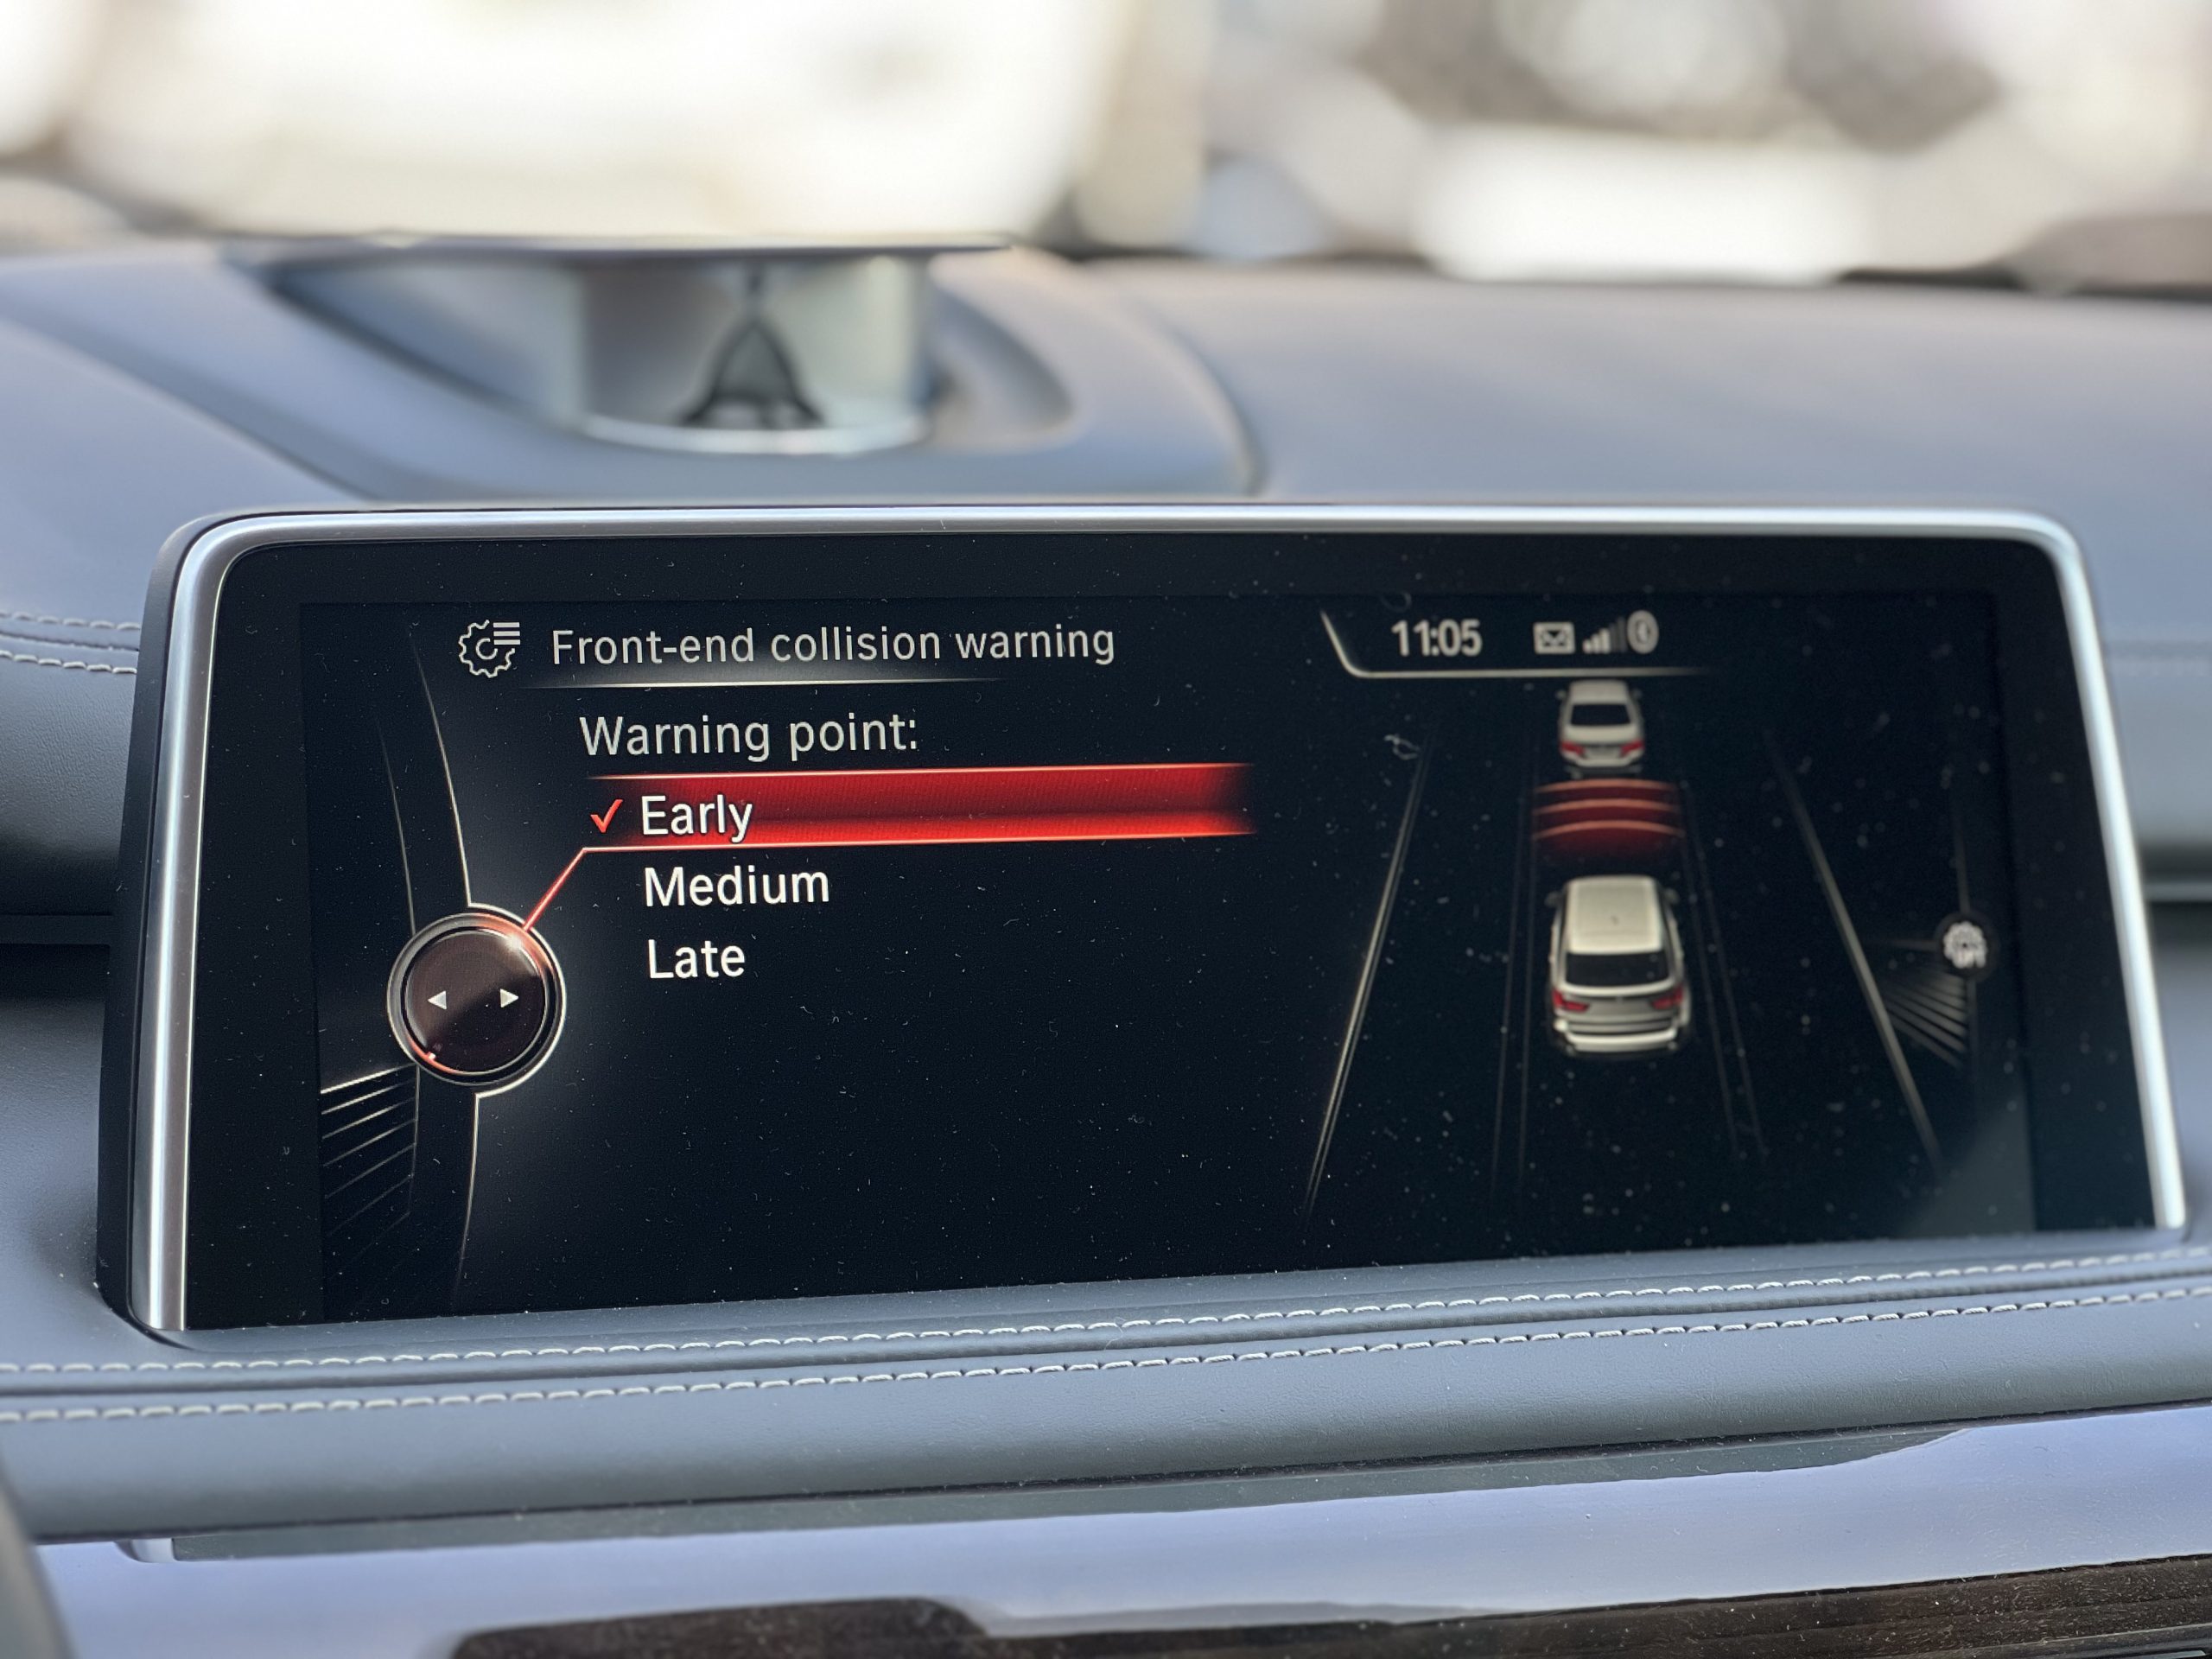 Front-end collision warning
11:05
Warning point:
Early
Medium
Late